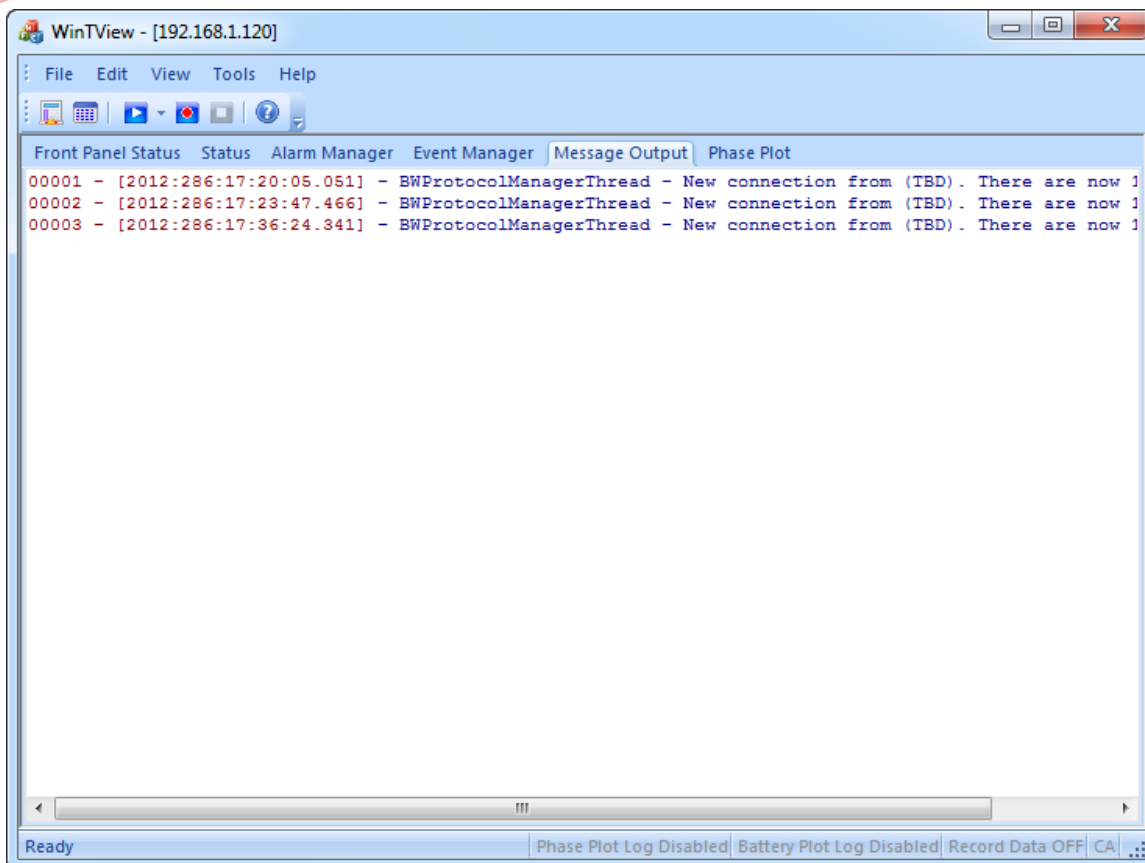 WinTView - [192.168.1.120]
File Edit View Tools Help
Front Panel Status Status Alarm Manager Event Manager Message Output Phase Plot
00001 - [2012:286:17:20:05.051] - BWProtocolManagerThread - New connection from (TBD). There are now 1
00002 - [2012:286:17:23:47.466] - BWProtocolManagerThread - New connection from (TBD). There are now 1
00003 - [2012:286:17:36:24.341] - BWProtocolManagerThread - New connection from (TBD). There are now 1
Ready Phase Plot Log Disabled Battery Plot Log Disabled Record Data OFF CA